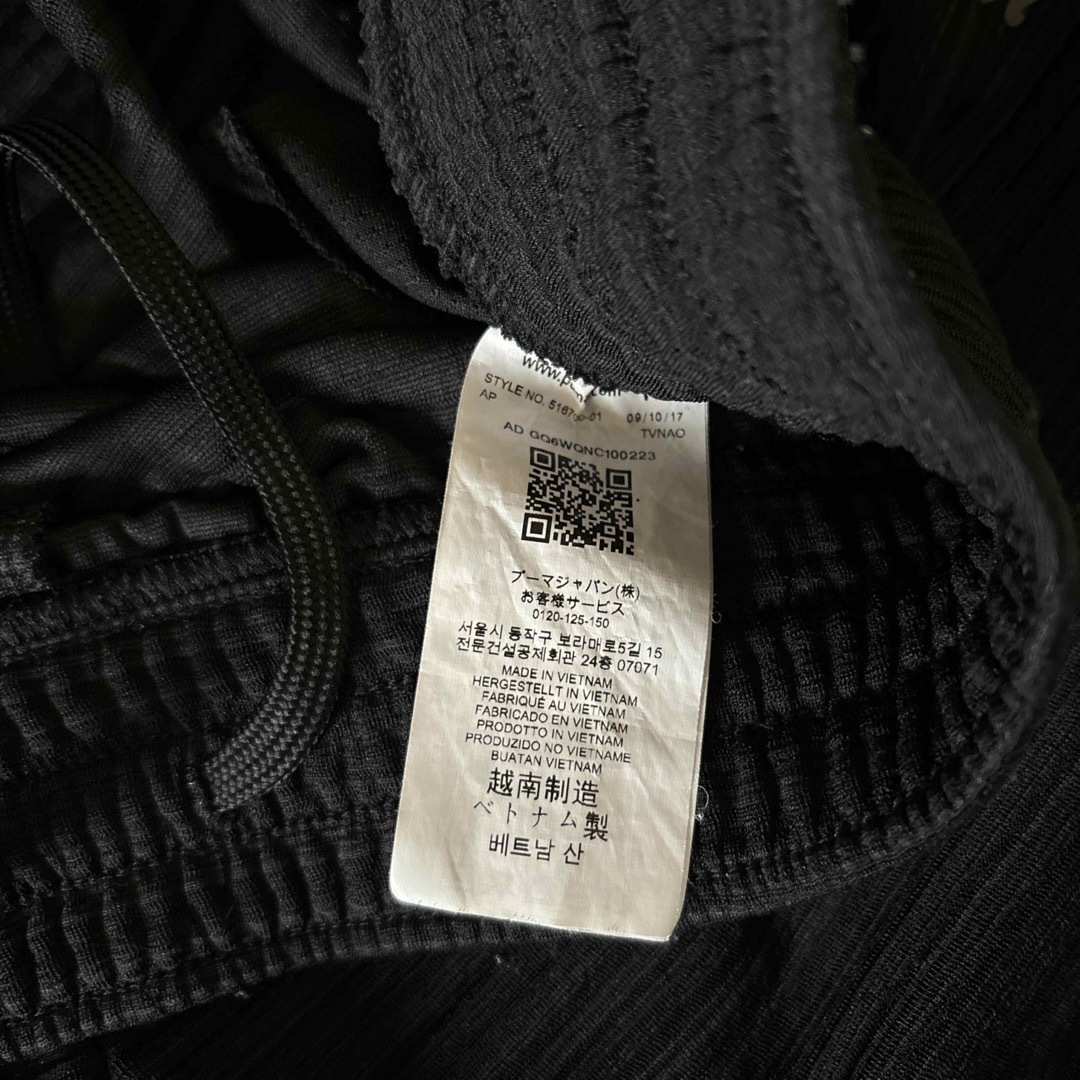 STYLE NO. 09/10/17
AP TVNAO
AD GQ6WQNC100223
プーマジャパン(株)
お客様サービス
0120-125-150
서울시 동작구 보라매로5길 15
전문건설공제회관 24층 07071
MADE IN VIETNAM
HERGESTELLT IN VIETNAM
FABRIQUÉ AU VIETNAM
FABRICADO EN VIETNAM
PRODOTTO IN VIETNAM
PRODUZIDO NO VIETNAME
BUATAN VIETNAM
越南制造
ベトナム製
베트남 산